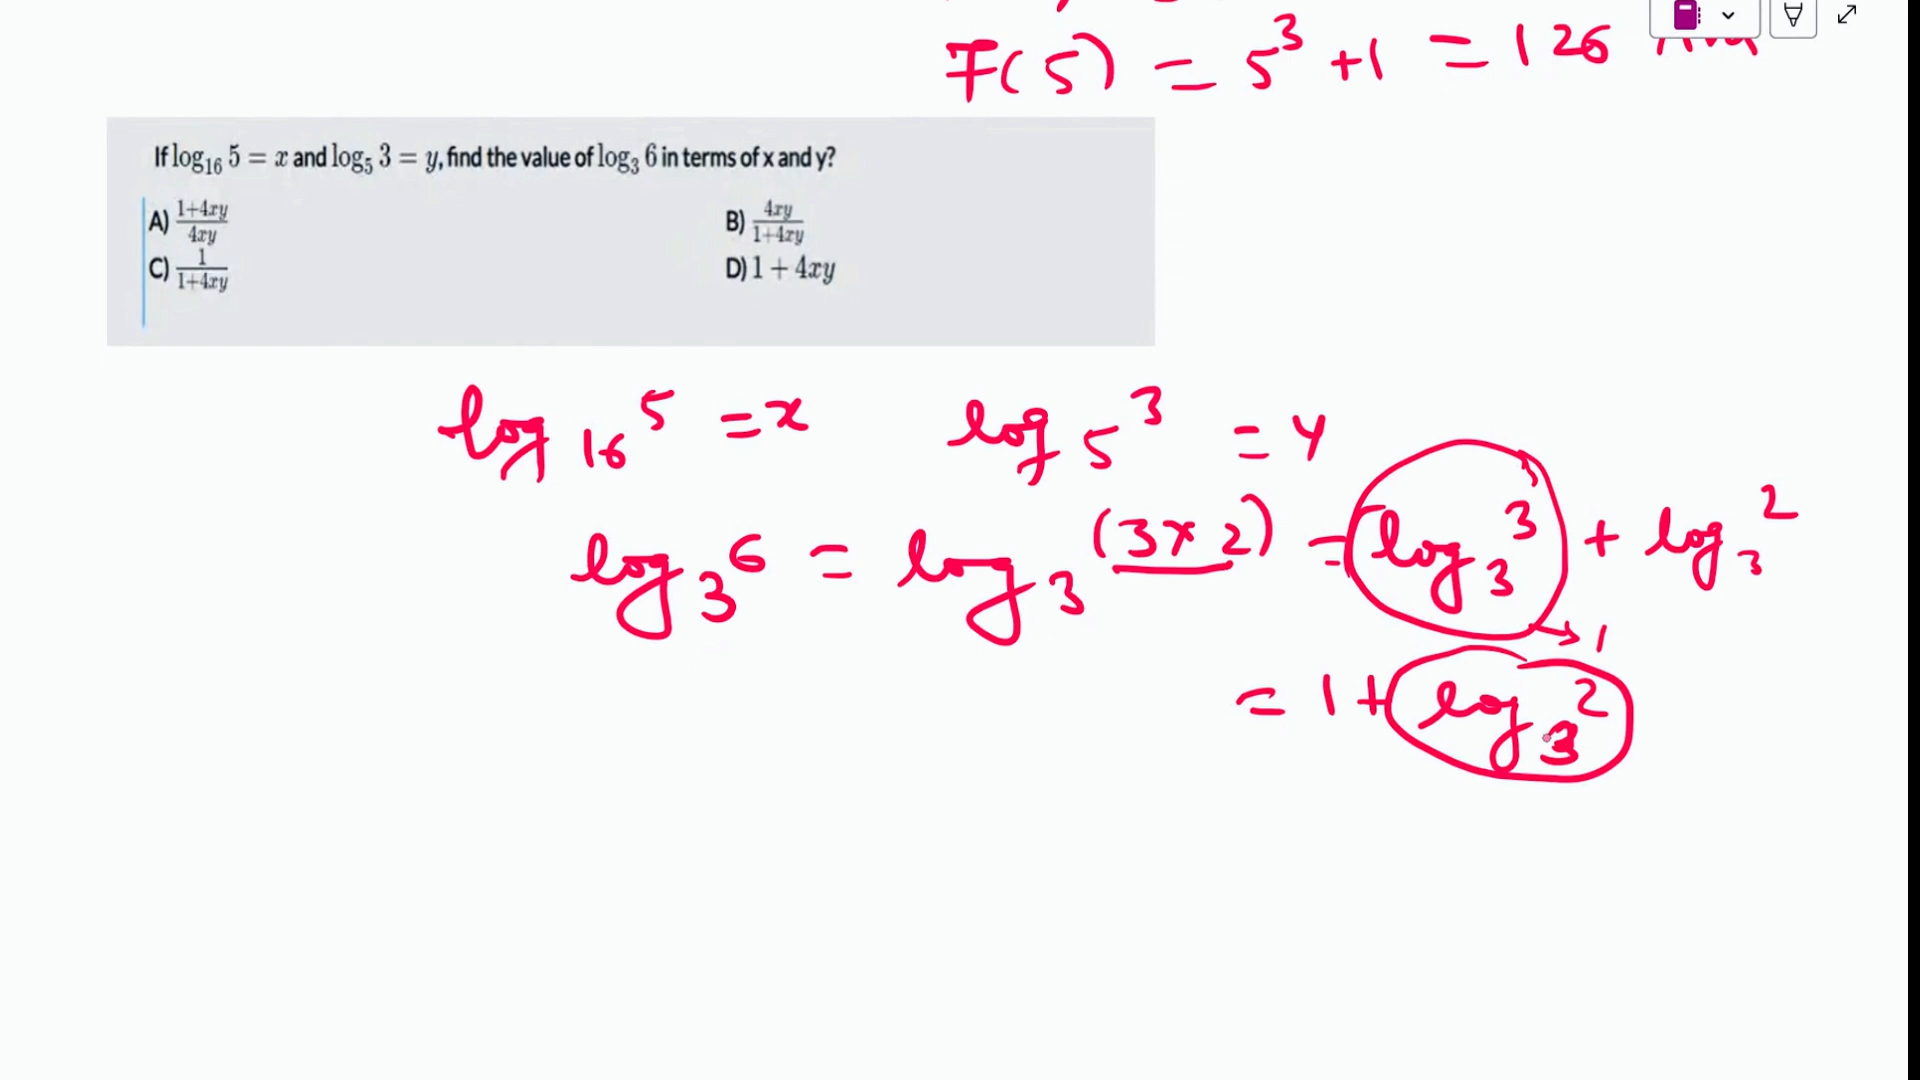 F(5) = 5³ + 1 = 126
If log₁₆ 5 = x and log₅ 3 = y, find the value of log₃ 6 in terms of x and y?
A) (1+4xy)/(4xy) B) (4xy)/(1+4xy)
C) 1/(1+4xy) D) 1 + 4xy
log₁₆ 5 = x log₅ 3 = y
log₃ 6 = log₃ (3 × 2) = log₃ 3 + log₃ 2
→ 1
= 1 + log₃ 2